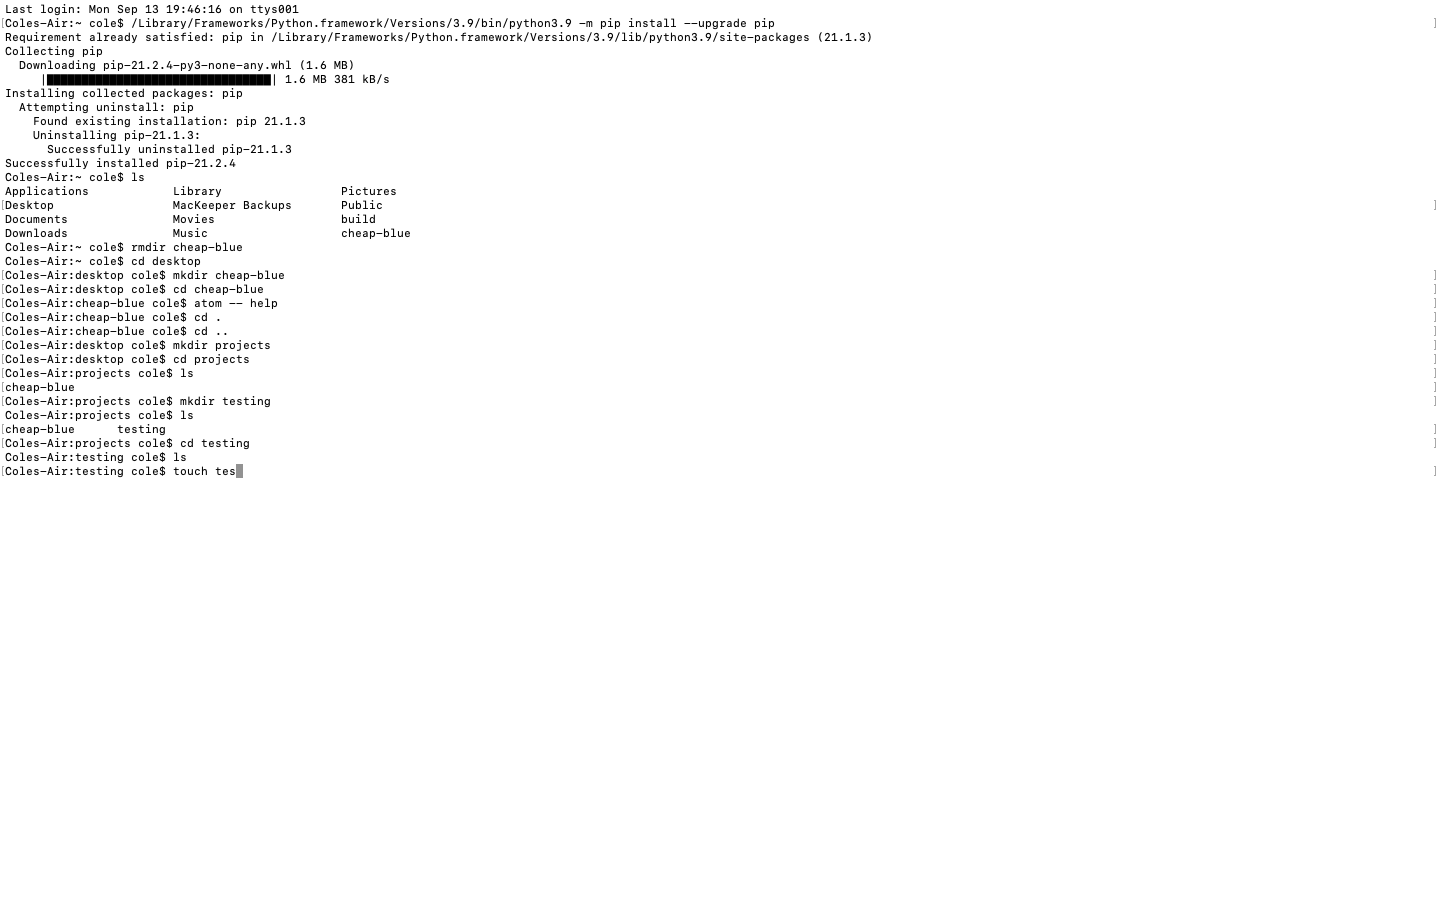 Last login: Mon Sep 13 19:46:16 on ttys001
[Coles-Air:~ cole$ /Library/Frameworks/Python.framework/Versions/3.9/bin/python3.9 -m pip install --upgrade pip ]
Requirement already satisfied: pip in /Library/Frameworks/Python.framework/Versions/3.9/lib/python3.9/site-packages (21.1.3)
Collecting pip
  Downloading pip-21.2.4-py3-none-any.whl (1.6 MB)
     |████████████████████████████████| 1.6 MB 381 kB/s
Installing collected packages: pip
  Attempting uninstall: pip
    Found existing installation: pip 21.1.3
    Uninstalling pip-21.1.3:
      Successfully uninstalled pip-21.1.3
Successfully installed pip-21.2.4
Coles-Air:~ cole$ ls
Applications            Library                 Pictures
[Desktop                 MacKeeper Backups       Public ]
Documents               Movies                  build
Downloads               Music                   cheap-blue
Coles-Air:~ cole$ rmdir cheap-blue
Coles-Air:~ cole$ cd desktop
[Coles-Air:desktop cole$ mkdir cheap-blue ]
[Coles-Air:desktop cole$ cd cheap-blue ]
[Coles-Air:cheap-blue cole$ atom -- help ]
[Coles-Air:cheap-blue cole$ cd . ]
[Coles-Air:cheap-blue cole$ cd .. ]
[Coles-Air:desktop cole$ mkdir projects ]
[Coles-Air:desktop cole$ cd projects ]
[Coles-Air:projects cole$ ls ]
[cheap-blue ]
[Coles-Air:projects cole$ mkdir testing ]
Coles-Air:projects cole$ ls
[cheap-blue      testing ]
[Coles-Air:projects cole$ cd testing ]
Coles-Air:testing cole$ ls
[Coles-Air:testing cole$ touch tes ]